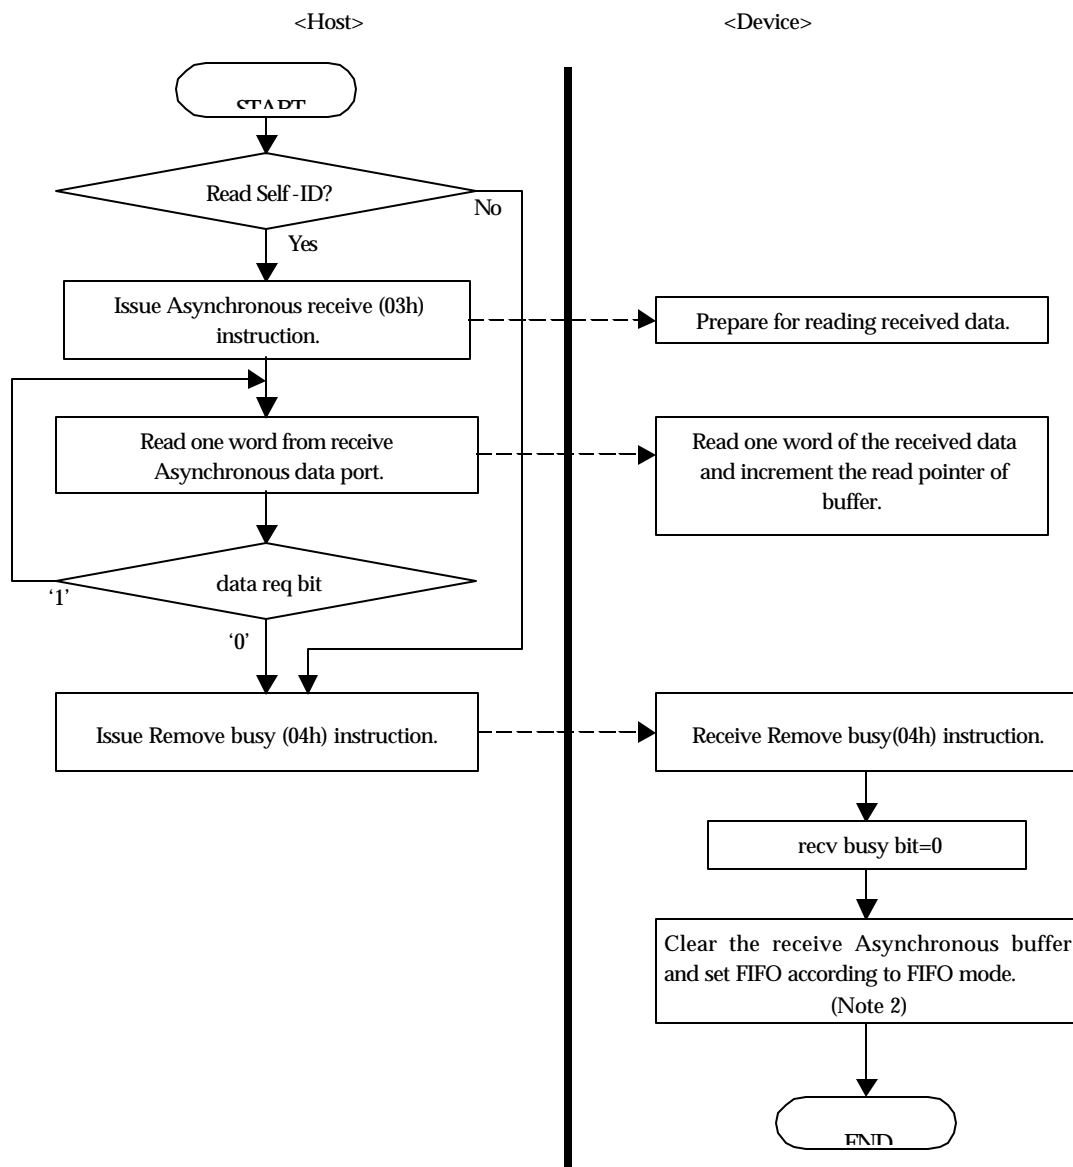 <Host>
<Device>
START
Read Self-ID?
No
Yes
Issue Asynchronous receive (03h)
instruction.
Prepare for reading received data.
Read one word from receive
Asynchronous data port.
Read one word of the received data
and increment the read pointer of
buffer.
data req bit
‘1’
‘0’
Issue Remove busy (04h) instruction.
Receive Remove busy(04h) instruction.
recv busy bit=0
Clear the receive Asynchronous buffer
and set FIFO according to FIFO mode.
(Note 2)
END